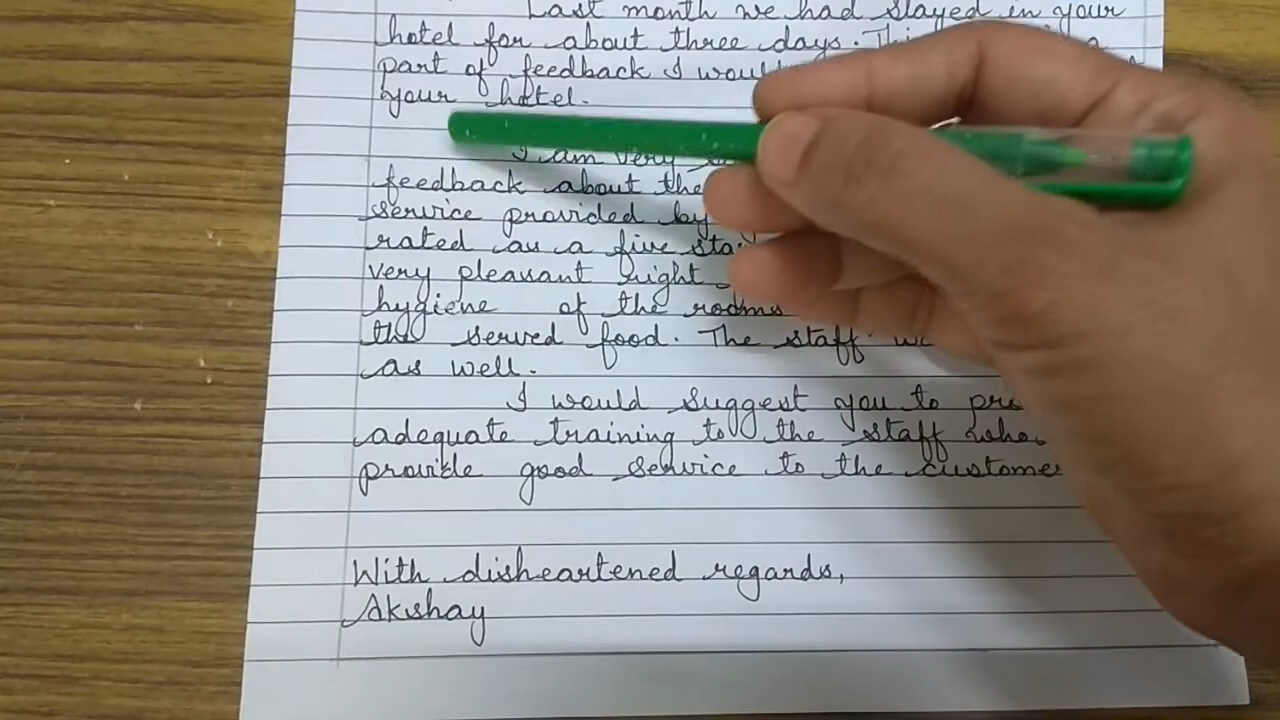 Last month we had stayed in your
hotel for about three days.
part of feedback I
your hotel.
I am very
feedback about the
service provided by
rated as a five
very pleasant
hygiene of the rooms
the served food. The staff
as well.
I would suggest you to
adequate training to the staff
provide good service to the
With disheartened regards,
Akshay